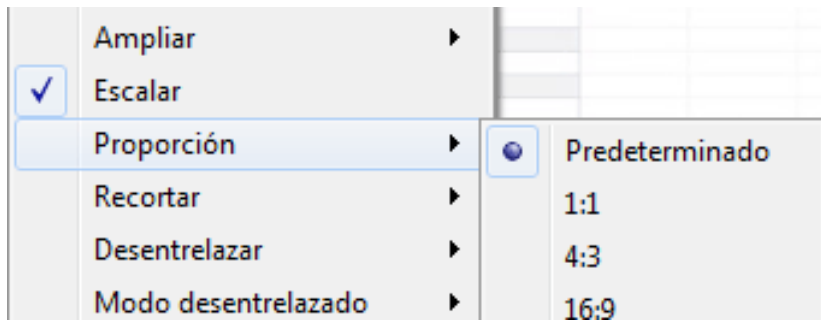 Ampliar
Escalar
Proporción
Recortar
Desentrelazar
Modo desentrelazado
Predeterminado
1:1
4:3
16:9